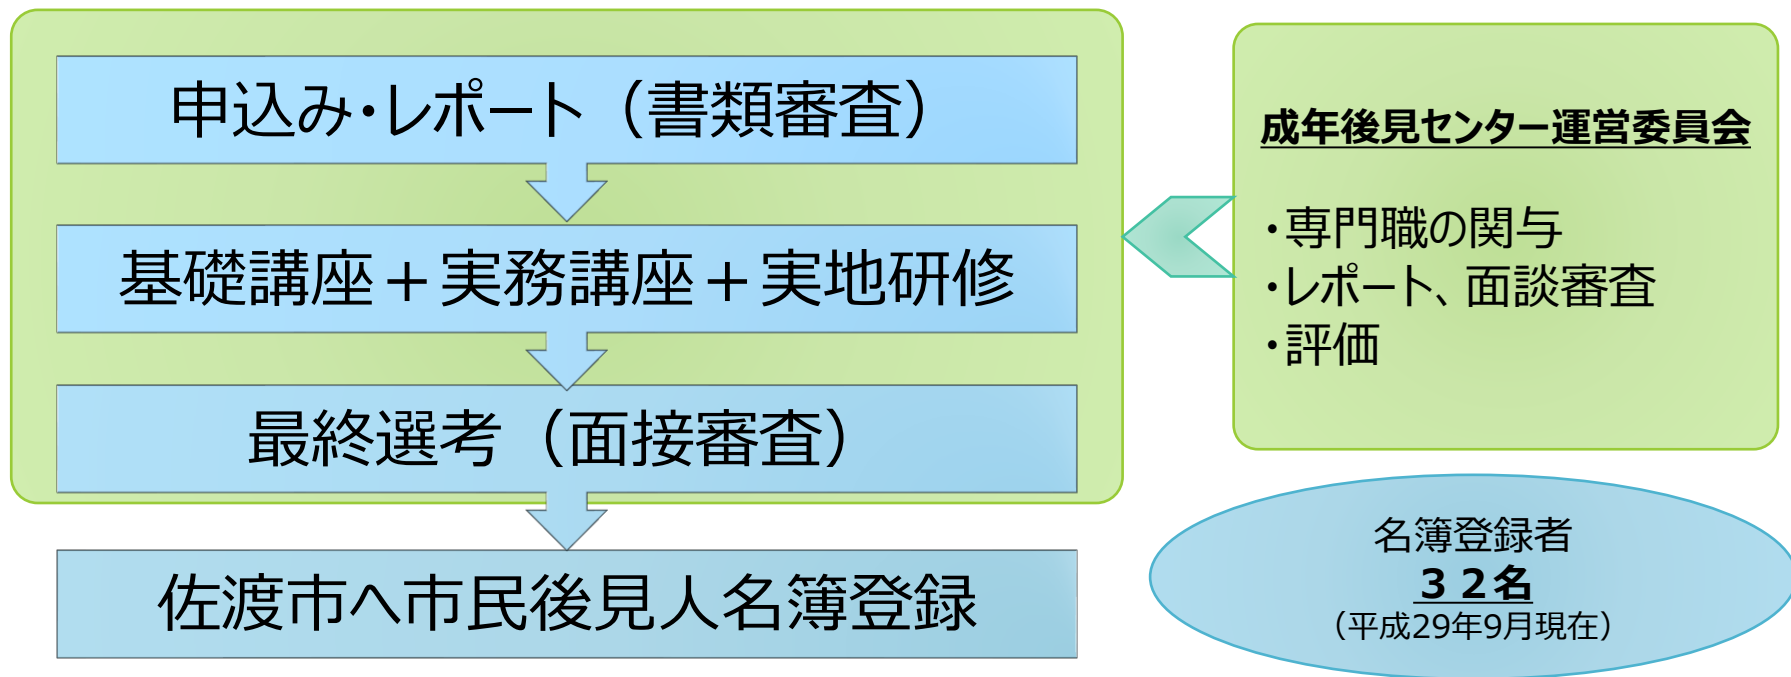 申込み・レポート（書類審査）
基礎講座＋実務講座＋実地研修
最終選考（面接審査）
佐渡市へ市民後見人名簿登録
成年後見センター運営委員会
・専門職の関与
・レポート、面談審査
・評価
名簿登録者
３２名
（平成29年9月現在）